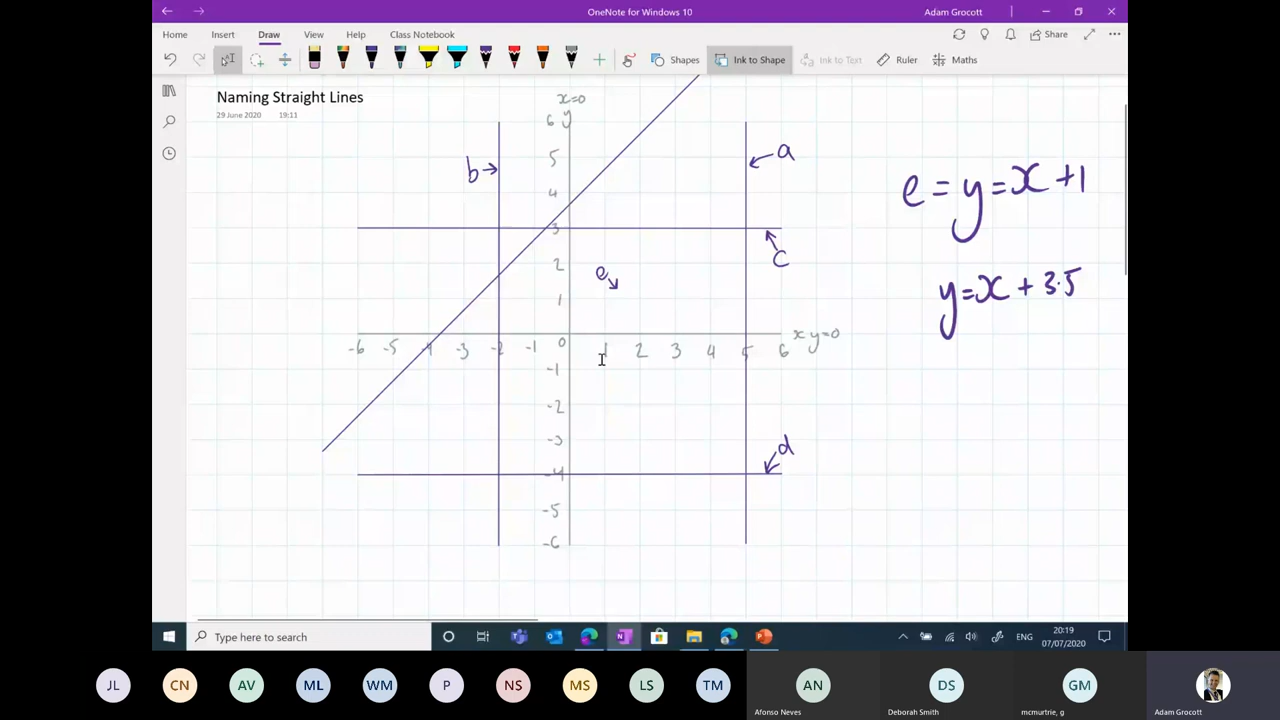 OneNote for Windows 10
Adam Grocott
Home Insert Draw View Help Class Notebook
Share
Shapes Ink to Shape Ink to Text Ruler Maths
Naming Straight Lines
29 June 2020 19:11
x=0
6 y
5
4
3
2
1
b
a
c
e
d
e = y=x+1
y=x+3.5
x y=0
-6 -5 -4 -3 -2 -1 0 1 2 3 4 5 6
-1
-2
-3
-4
-5
-6
Type here to search
ENG
20:19
07/07/2020
JL CN AV ML WM P NS MS LS TM AN DS GM
Afonso Neves Deborah Smith mcmurtrie, g Adam Grocott